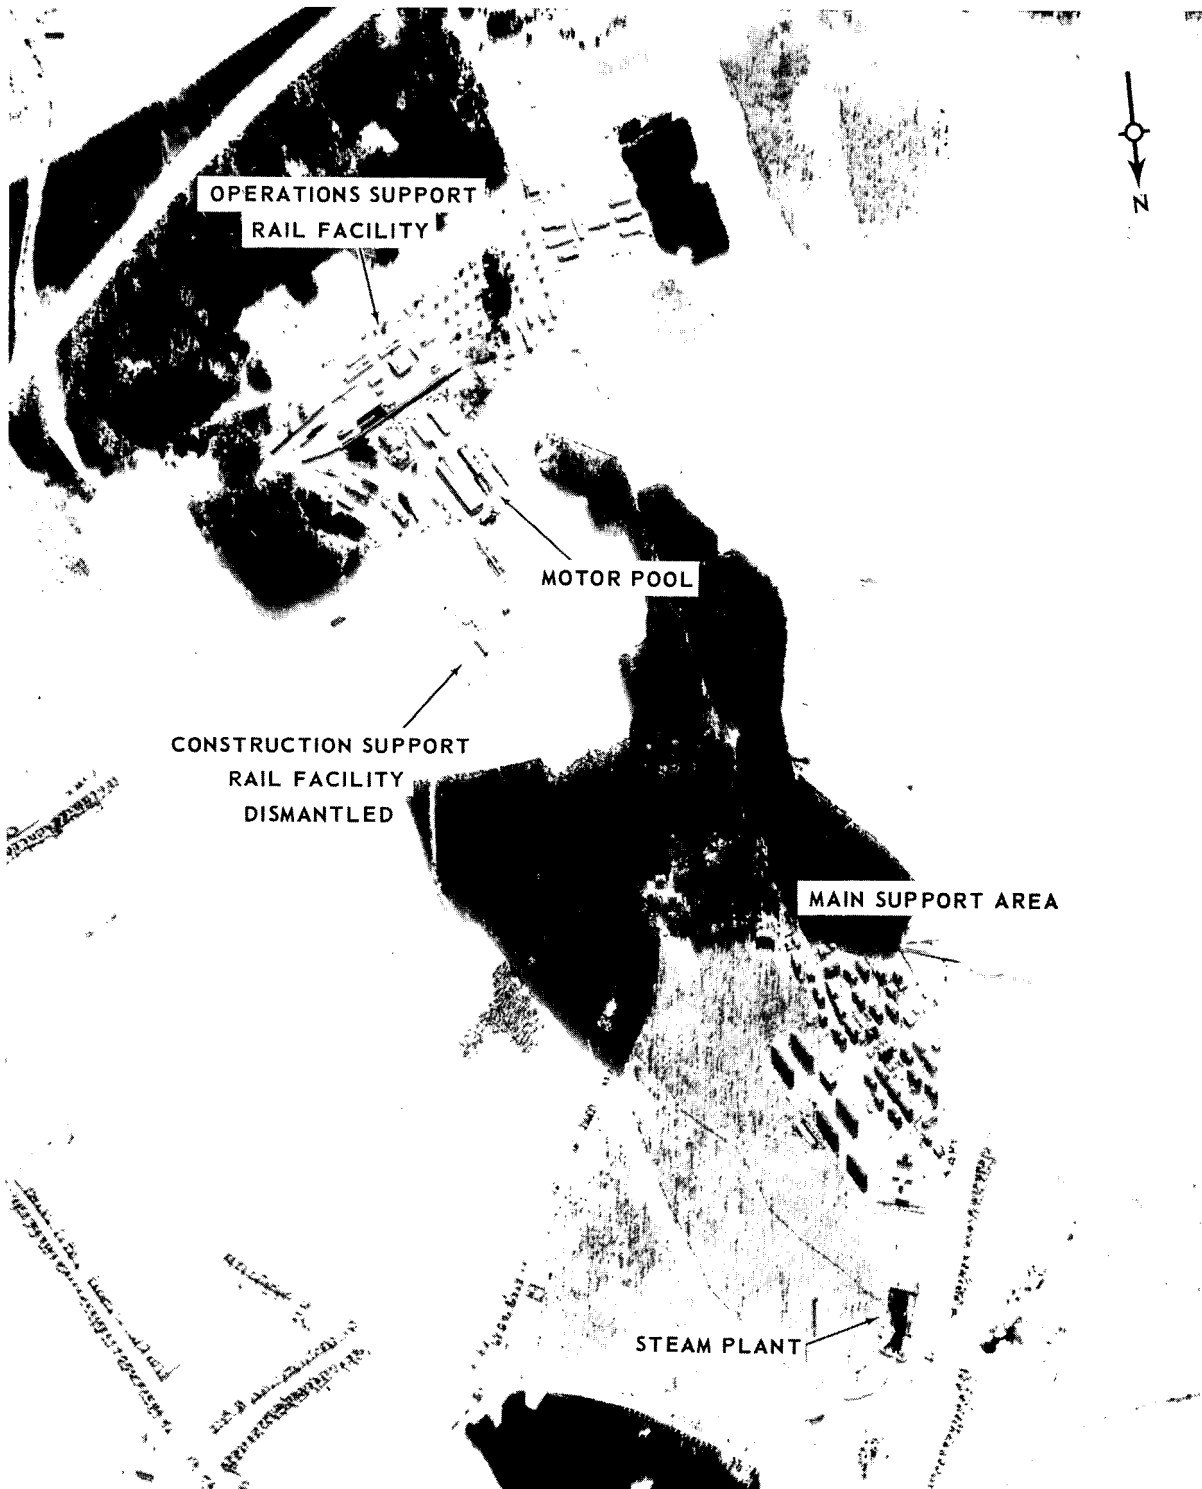 N
OPERATIONS SUPPORT
RAIL FACILITY
MOTOR POOL
CONSTRUCTION SUPPORT
RAIL FACILITY
DISMANTLED
MAIN SUPPORT AREA
STEAM PLANT